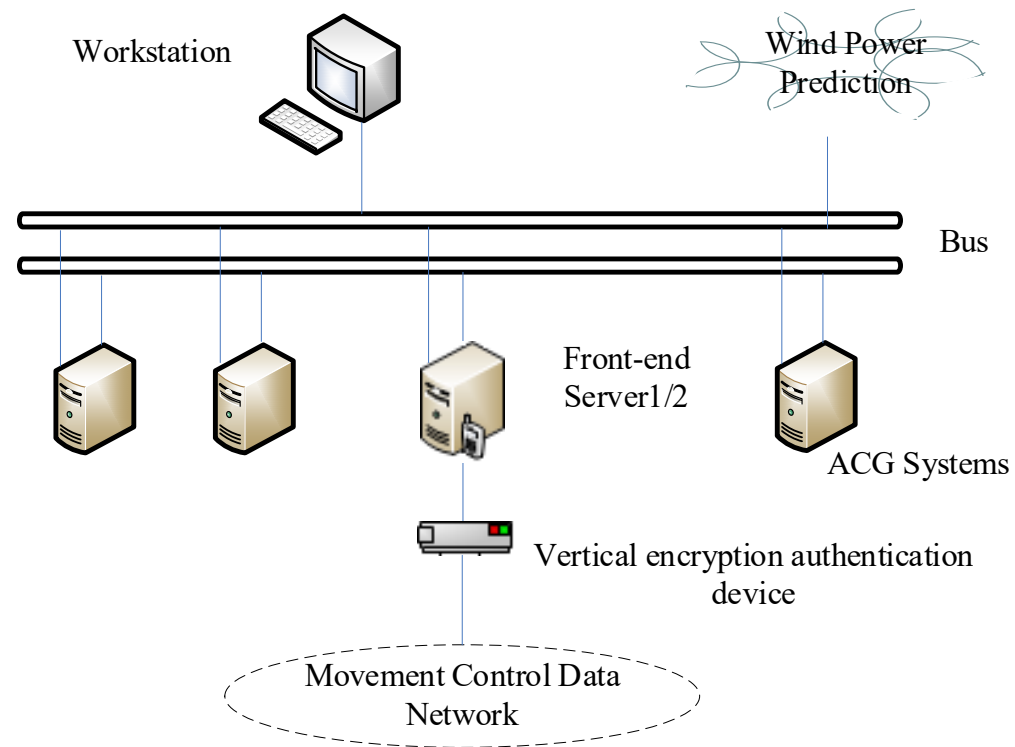 Workstation
Wind Power
Prediction
Bus
Front-end
Server1/2
ACG Systems
Vertical encryption authentication
device
Movement Control Data
Network